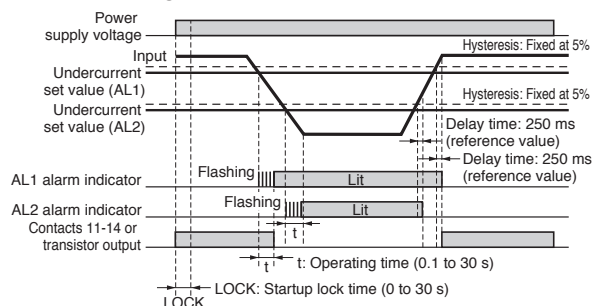 Power
supply voltage
Input
Hysteresis: Fixed at 5%
Undercurrent
set value (AL1)
Hysteresis: Fixed at 5%
Undercurrent
set value (AL2)
Delay time: 250 ms
(reference value)
Delay time: 250 ms
(reference value)
AL1 alarm indicator
Flashing
Lit
AL2 alarm indicator
Flashing
Lit
t
Contacts 11-14 or
transistor output
t
t: Operating time (0.1 to 30 s)
LOCK: Startup lock time (0 to 30 s)
LOCK